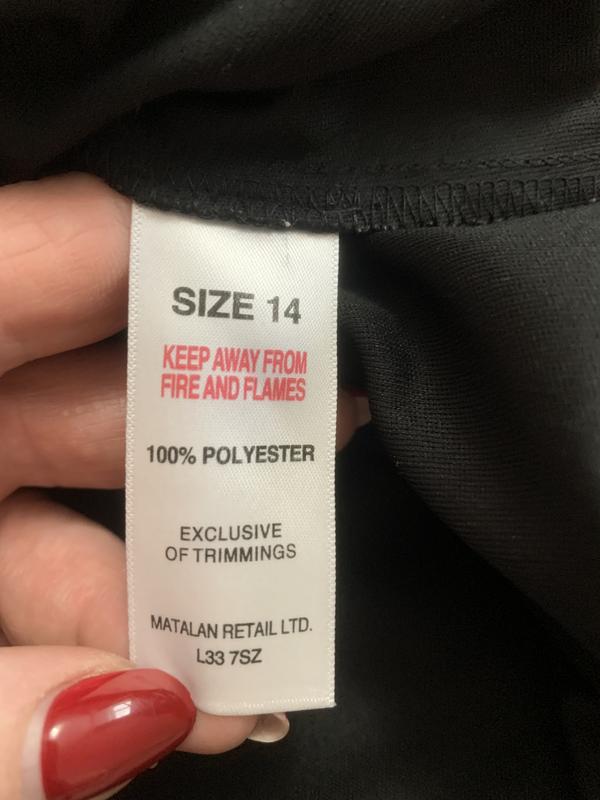 SIZE 14
KEEP AWAY FROM
FIRE AND FLAMES
100% POLYESTER
EXCLUSIVE
OF TRIMMINGS
MATALAN RETAIL LTD.
L33 7SZ